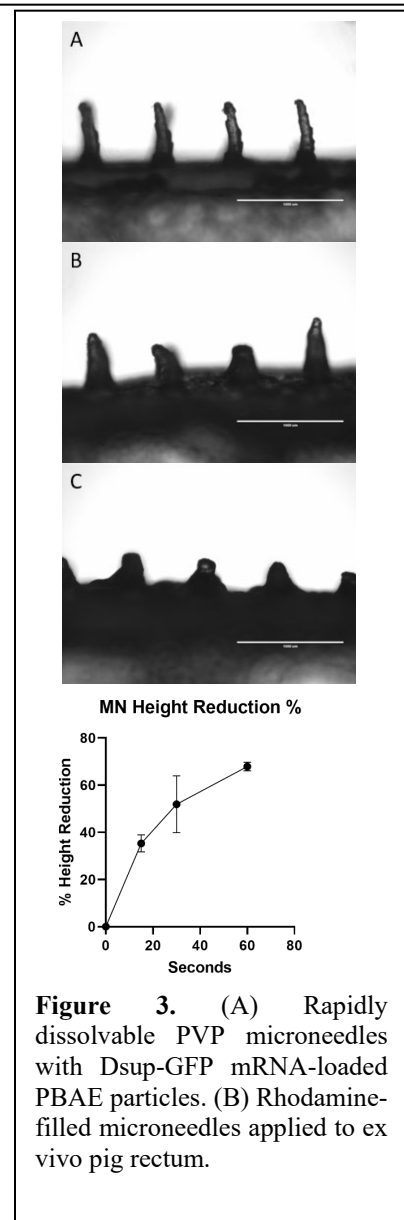 A
B
C
MN Height Reduction %
80
60
40
20
0
% Height Reduction
0
20
40
60
80
Seconds
Figure 3. (A) Rapidly
dissolvable PVP microneedles
with Dsup-GFP mRNA-loaded
PBAE particles. (B) Rhodamine-
filled microneedles applied to ex
vivo pig rectum.